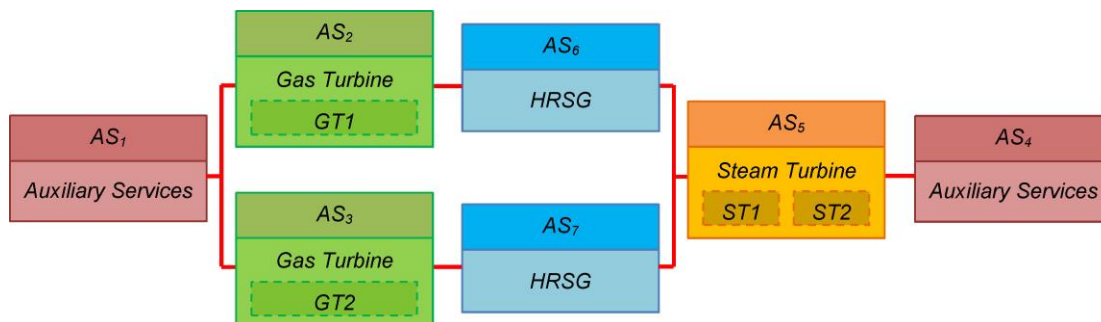 AS₁
Auxiliary Services
AS₂
Gas Turbine
GT1
AS₃
Gas Turbine
GT2
AS₆
HRSG
AS₇
HRSG
AS₅
Steam Turbine
ST1 ST2
AS₄
Auxiliary Services